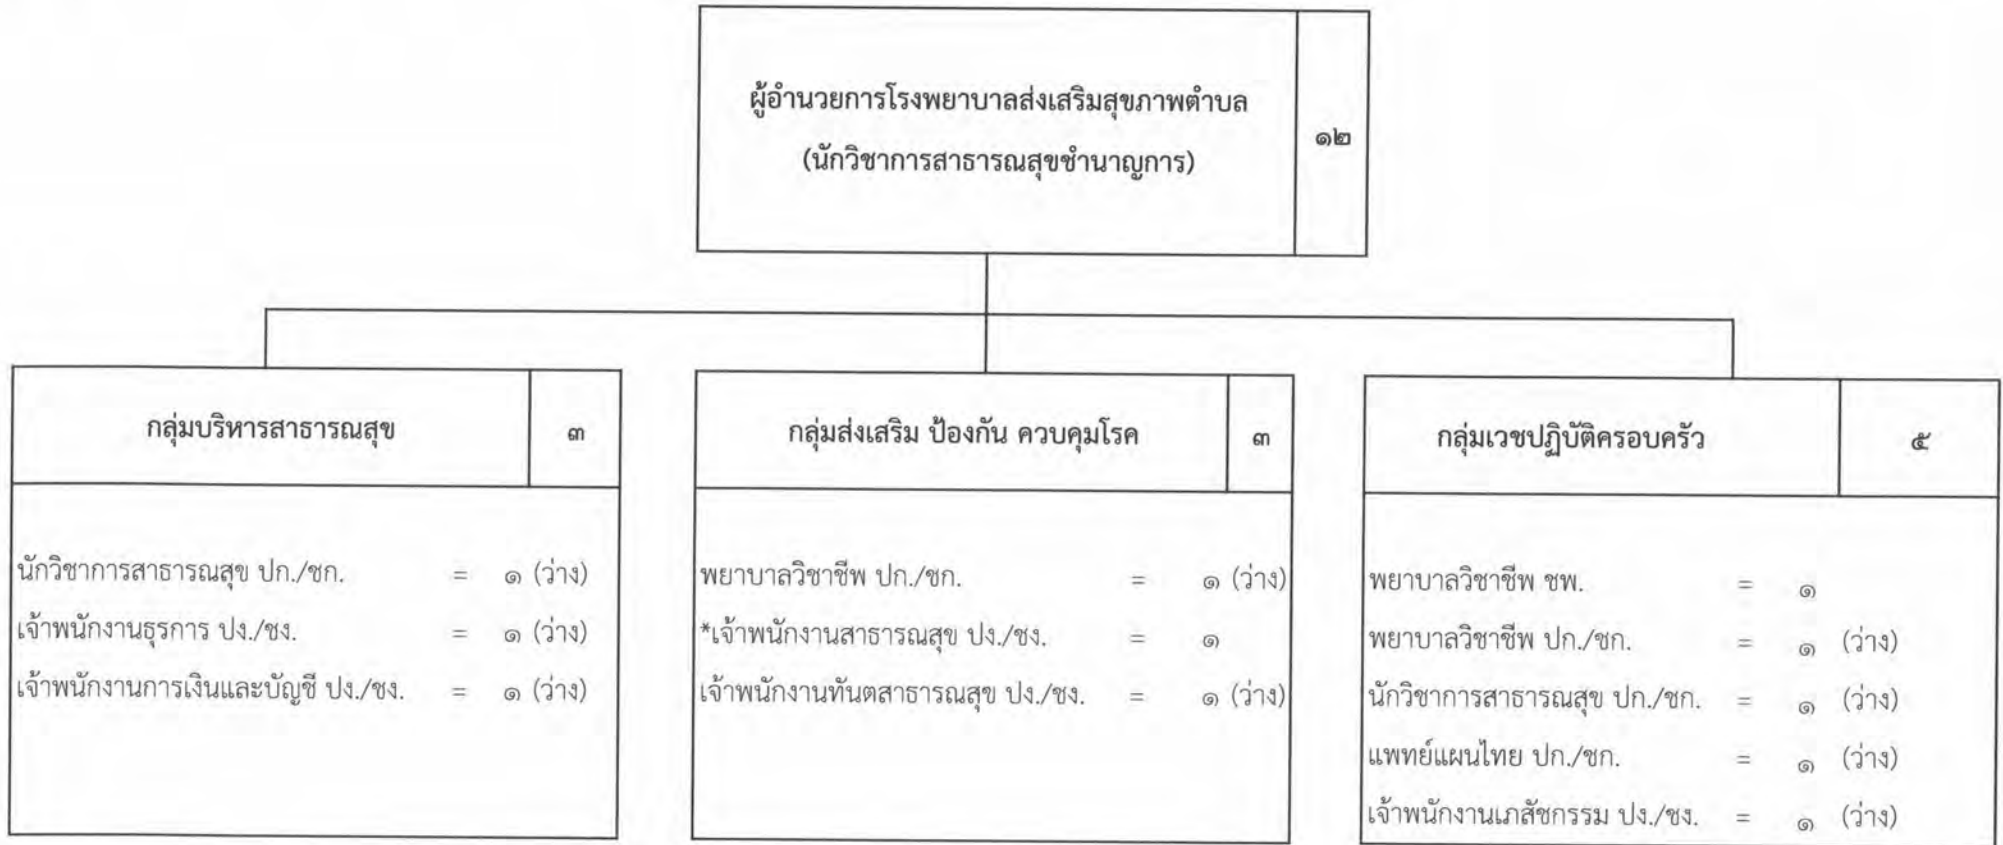 ผู้อำนวยการโรงพยาบาลส่งเสริมสุขภาพตำบล
(นักวิชาการสาธารณสุขชำนาญการ)
๑๒
กลุ่มบริหารสาธารณสุข ๓
นักวิชาการสาธารณสุข ปก./ชก. = ๑ (ว่าง)
เจ้าพนักงานธุรการ ปง./ชง. = ๑ (ว่าง)
เจ้าพนักงานการเงินและบัญชี ปง./ชง. = ๑ (ว่าง)
กลุ่มส่งเสริม ป้องกัน ควบคุมโรค ๓
พยาบาลวิชาชีพ ปก./ชก. = ๑ (ว่าง)
*เจ้าพนักงานสาธารณสุข ปง./ชง. = ๑
เจ้าพนักงานทันตสาธารณสุข ปง./ชง. = ๑ (ว่าง)
กลุ่มเวชปฏิบัติครอบครัว ๕
พยาบาลวิชาชีพ ชพ. = ๑
พยาบาลวิชาชีพ ปก./ชก. = ๑ (ว่าง)
นักวิชาการสาธารณสุข ปก./ชก. = ๑ (ว่าง)
แพทย์แผนไทย ปก./ชก. = ๑ (ว่าง)
เจ้าพนักงานเภสัชกรรม ปง./ชง. = ๑ (ว่าง)